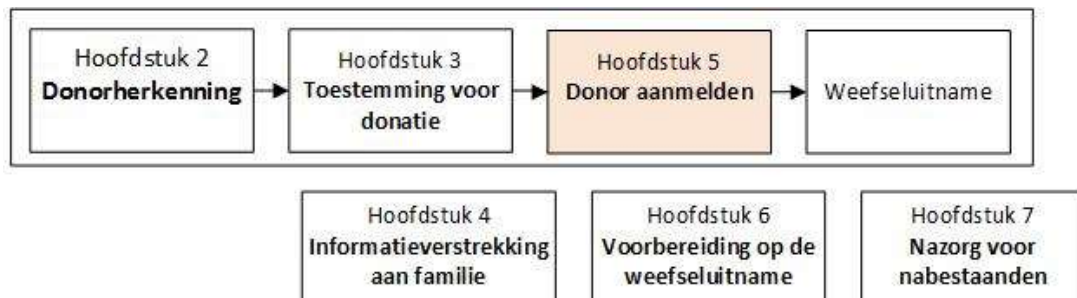 Hoofdstuk 2
Donorherkenning
Hoofdstuk 3
Toestemming voor
donatie
Hoofdstuk 5
Donor aanmelden
Weefseluitname
Hoofdstuk 4
Informatieverstrekking
aan familie
Hoofdstuk 6
Voorbereiding op de
weefseluitname
Hoofdstuk 7
Nazorg voor
nabestaanden